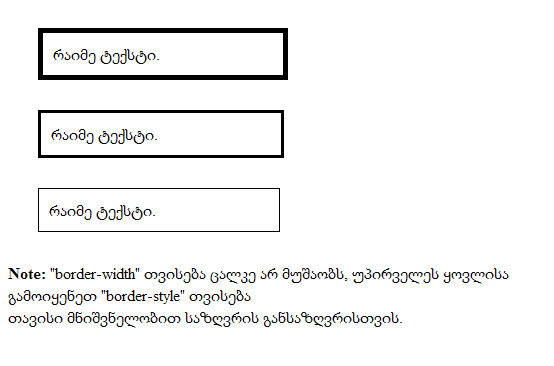 რაიმე ტექსტი.
რაიმე ტექსტი.
რაიმე ტექსტი.
Note: "border-width" თვისება ცალკე არ მუშაობს, უპირველეს ყოვლისა
გამოიყენეთ "border-style" თვისება
თავისი მნიშვნელობით საზღვრის განსაზღვრისთვის.